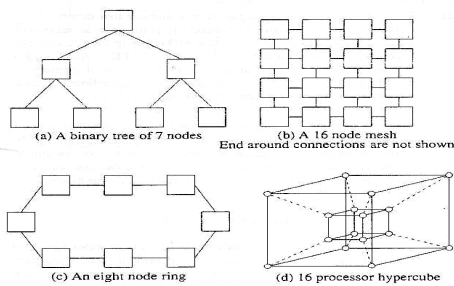 (a) A binary tree of 7 nodes
(b) A 16 node mesh
End around connections are not shown
(c) An eight node ring
(d) 16 processor hypercube